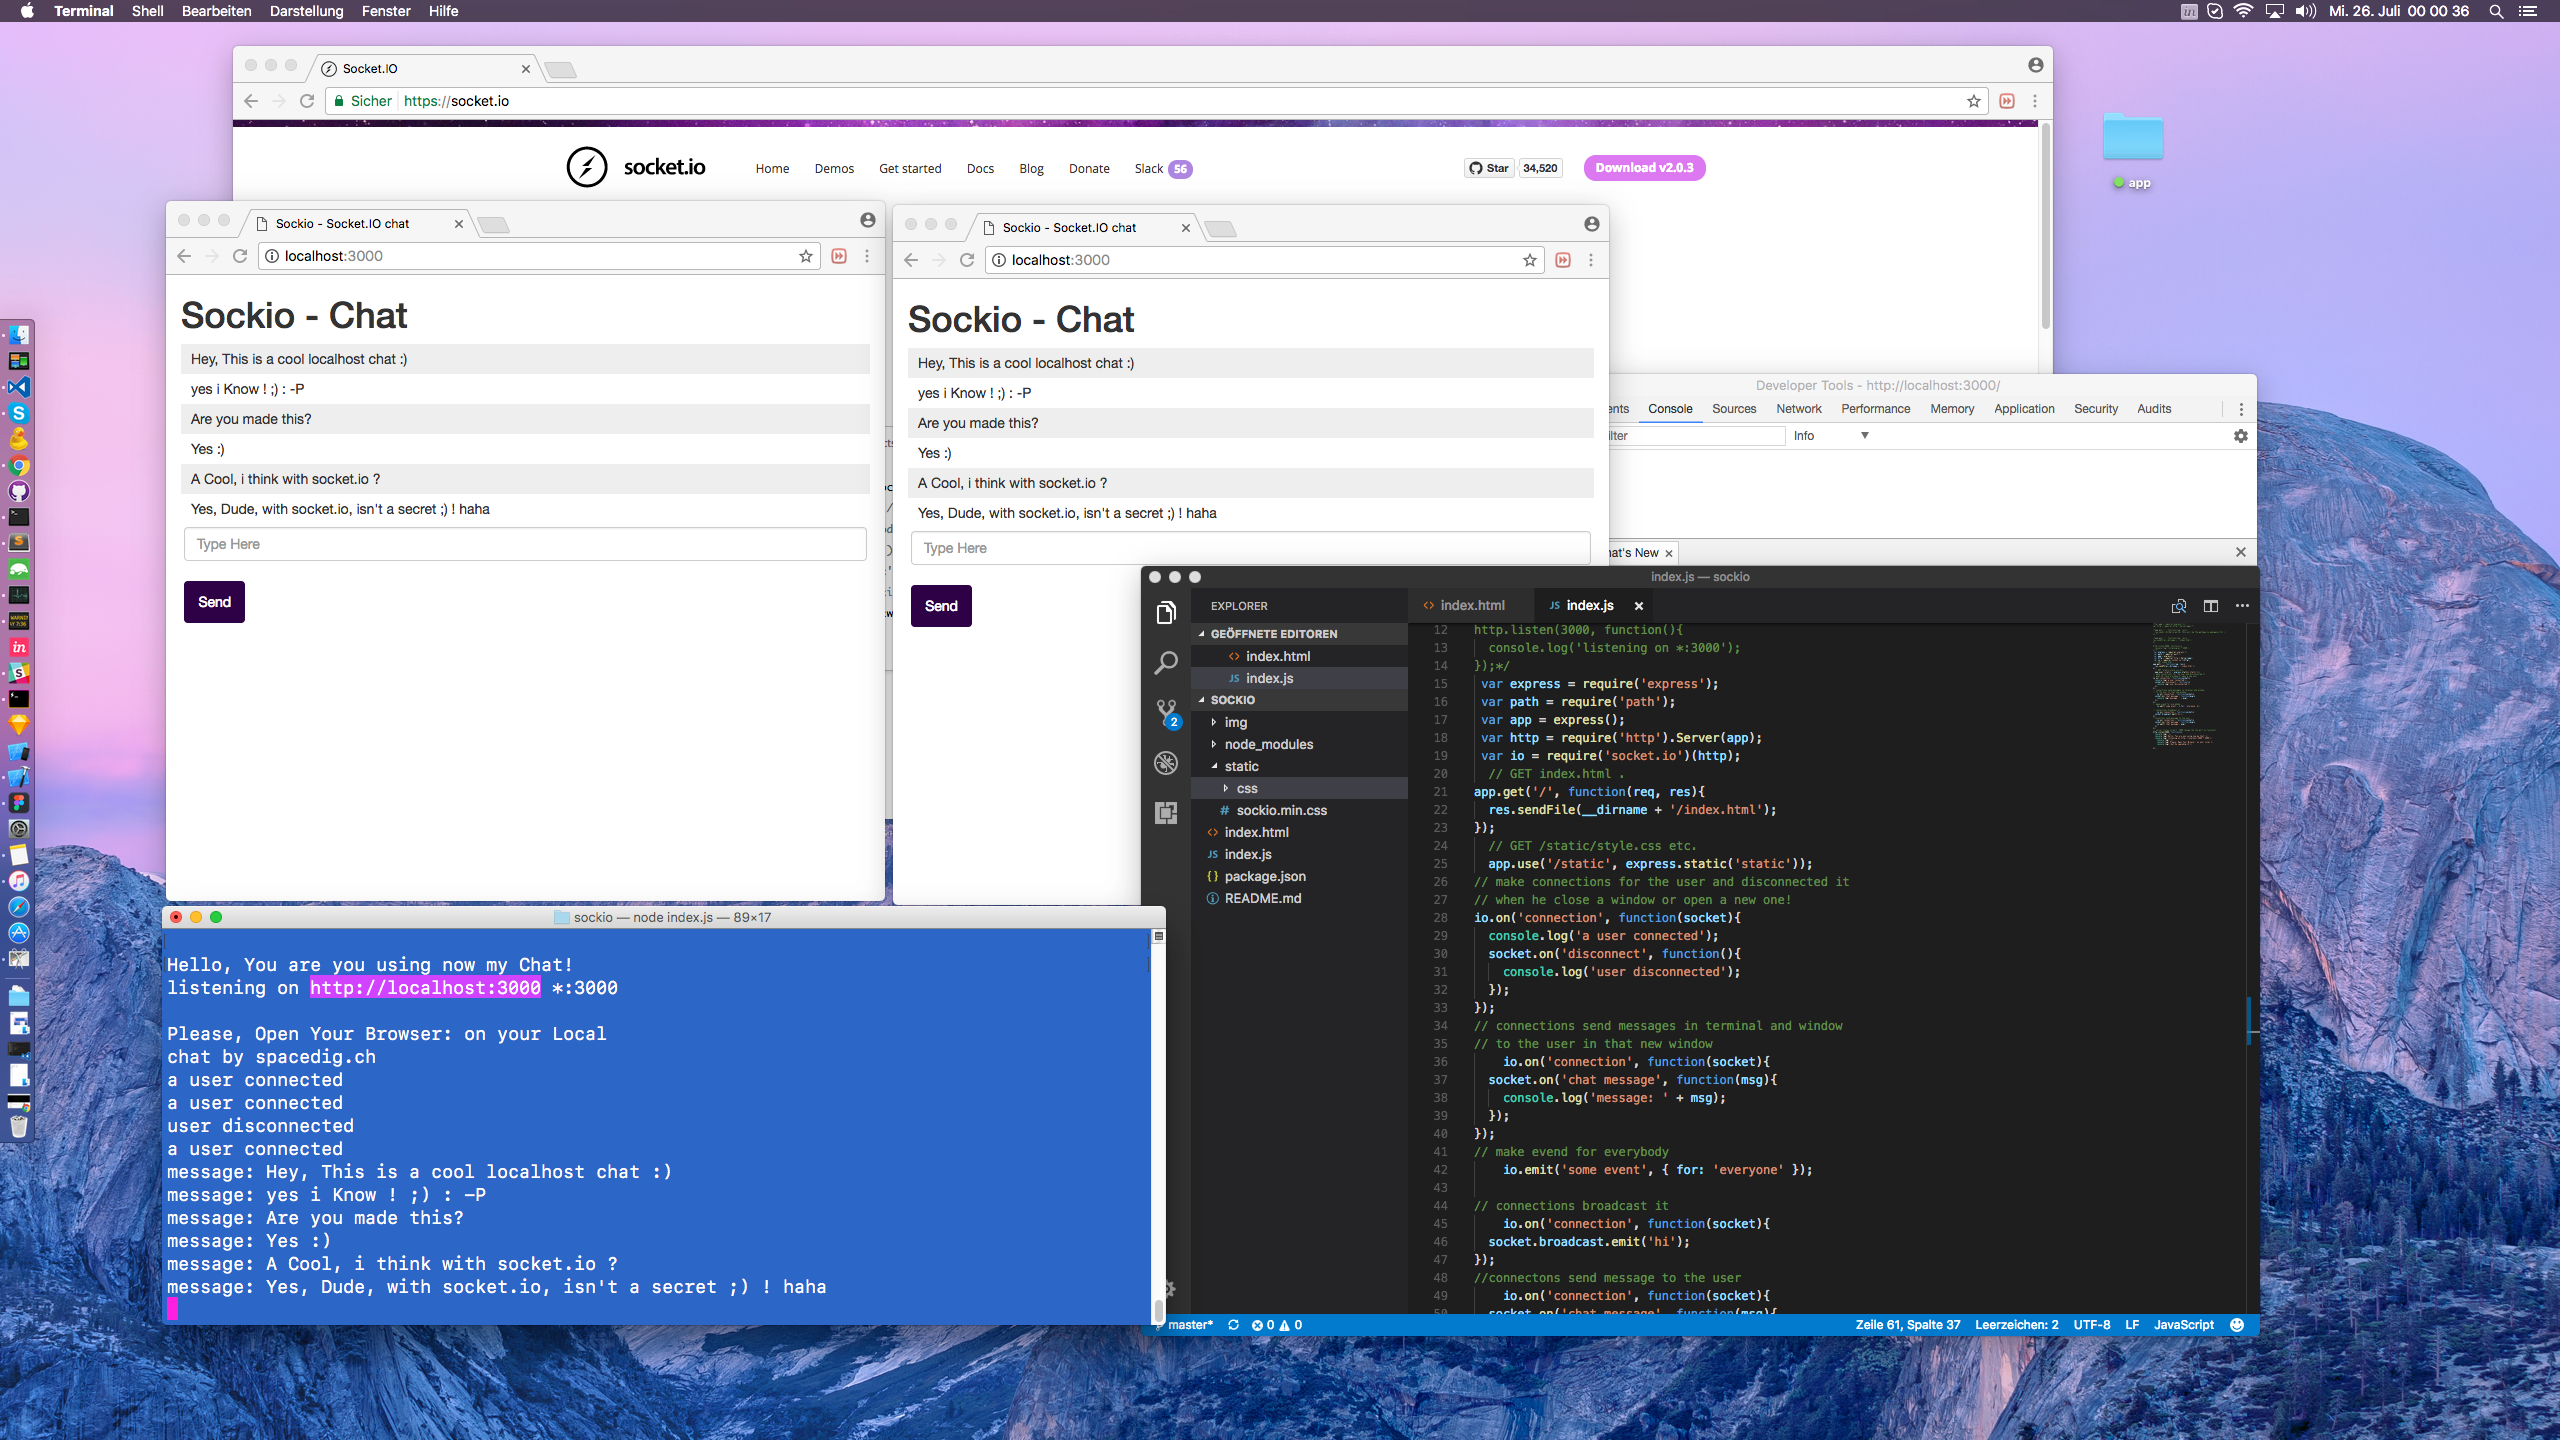 Terminal Shell Bearbeiten Darstellung Fenster Hilfe
Mi. 26. Juli 00 00 36
Socket.IO
Sicher https://socket.io
socket.io Home Demos Get started Docs Blog Donate Slack 56 Star 34,520 Download v2.0.3
app
Sockio - Socket.IO chat
localhost:3000
Sockio - Chat
Hey, This is a cool localhost chat :)
yes i Know ! ;) : -P
Are you made this?
Yes :)
A Cool, i think with socket.io ?
Yes, Dude, with socket.io, isn't a secret ;) ! haha
Type Here
Send
Sockio - Socket.IO chat
localhost:3000
Sockio - Chat
Hey, This is a cool localhost chat :)
yes i Know ! ;) : -P
Are you made this?
Yes :)
A Cool, i think with socket.io ?
Yes, Dude, with socket.io, isn't a secret ;) ! haha
Type Here
Send
Developer Tools - http://localhost:3000/
ents Console Sources Network Performance Memory Application Security Audits
ilter Info
at's New
sockio — node index.js — 89×17
Hello, You are you using now my Chat!
listening on http://localhost:3000 *:3000
Please, Open Your Browser: on your Local
chat by spacedig.ch
a user connected
a user connected
user disconnected
a user connected
message: Hey, This is a cool localhost chat :)
message: yes i Know ! ;) : -P
message: Are you made this?
message: Yes :)
message: A Cool, i think with socket.io ?
message: Yes, Dude, with socket.io, isn't a secret ;) ! haha
index.js — sockio
EXPLORER
GEÖFFNETE EDITOREN
index.html
JS index.js
SOCKIO
img
node_modules
static
css
# sockio.min.css
index.html
JS index.js
{} package.json
README.md
2
index.html JS index.js
12 http.listen(3000, function(){
13 console.log('listening on *:3000');
14 });*/
15 var express = require('express');
16 var path = require('path');
17 var app = express();
18 var http = require('http').Server(app);
19 var io = require('socket.io')(http);
20 // GET index.html .
21 app.get('/', function(req, res){
22 res.sendFile(__dirname + '/index.html');
23 });
24 // GET /static/style.css etc.
25 app.use('/static', express.static('static'));
26 // make connections for the user and disconnected it
27 // when he close a window or open a new one!
28 io.on('connection', function(socket){
29 console.log('a user connected');
30 socket.on('disconnect', function(){
31 console.log('user disconnected');
32 });
33 });
34 // connections send messages in terminal and window
35 // to the user in that new window
36 io.on('connection', function(socket){
37 socket.on('chat message', function(msg){
38 console.log('message: ' + msg);
39 });
40 });
41 // make evend for everybody
42 io.emit('some event', { for: 'everyone' });
43
44 // connections broadcast it
45 io.on('connection', function(socket){
46 socket.broadcast.emit('hi');
47 });
48 //connectons send message to the user
49 io.on('connection', function(socket){
50 socket.on('chat message', function(msg){
master* 0 0 Zeile 61, Spalte 37 Leerzeichen: 2 UTF-8 LF JavaScript